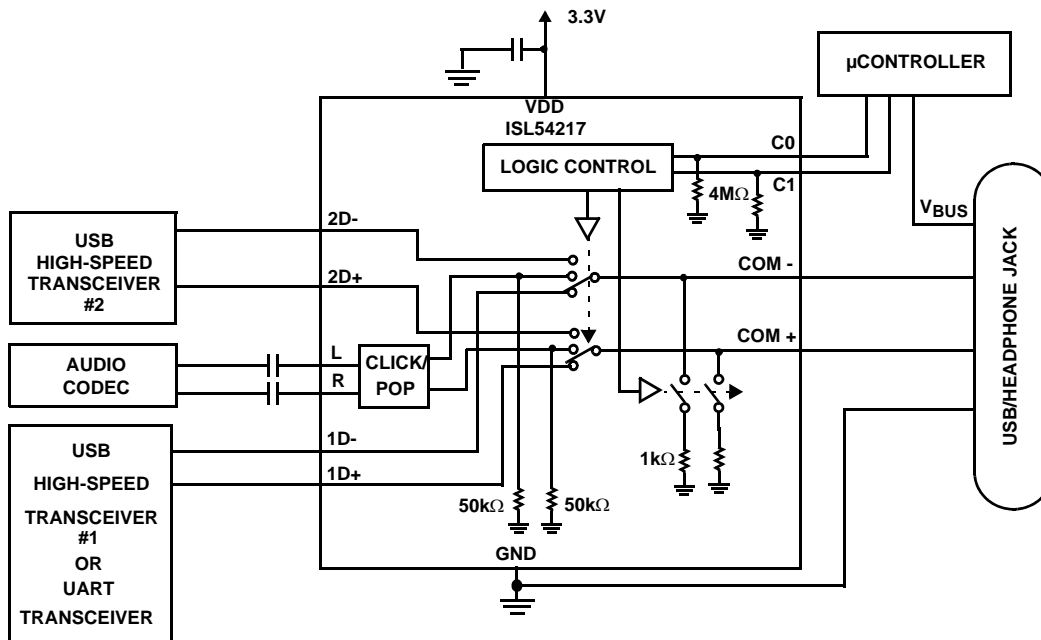 3.3V
µCONTROLLER
VDD
ISL54217
LOGIC CONTROL
C0
C1
4MΩ
VBUS
USB
HIGH-SPEED
TRANSCEIVER
#2
2D-
2D+
COM -
COM +
USB/HEADPHONE JACK
AUDIO
CODEC
L
R
CLICK/
POP
USB
HIGH-SPEED
TRANSCEIVER
#1
OR
UART
TRANSCEIVER
1D-
1D+
50kΩ
50kΩ
1kΩ
GND